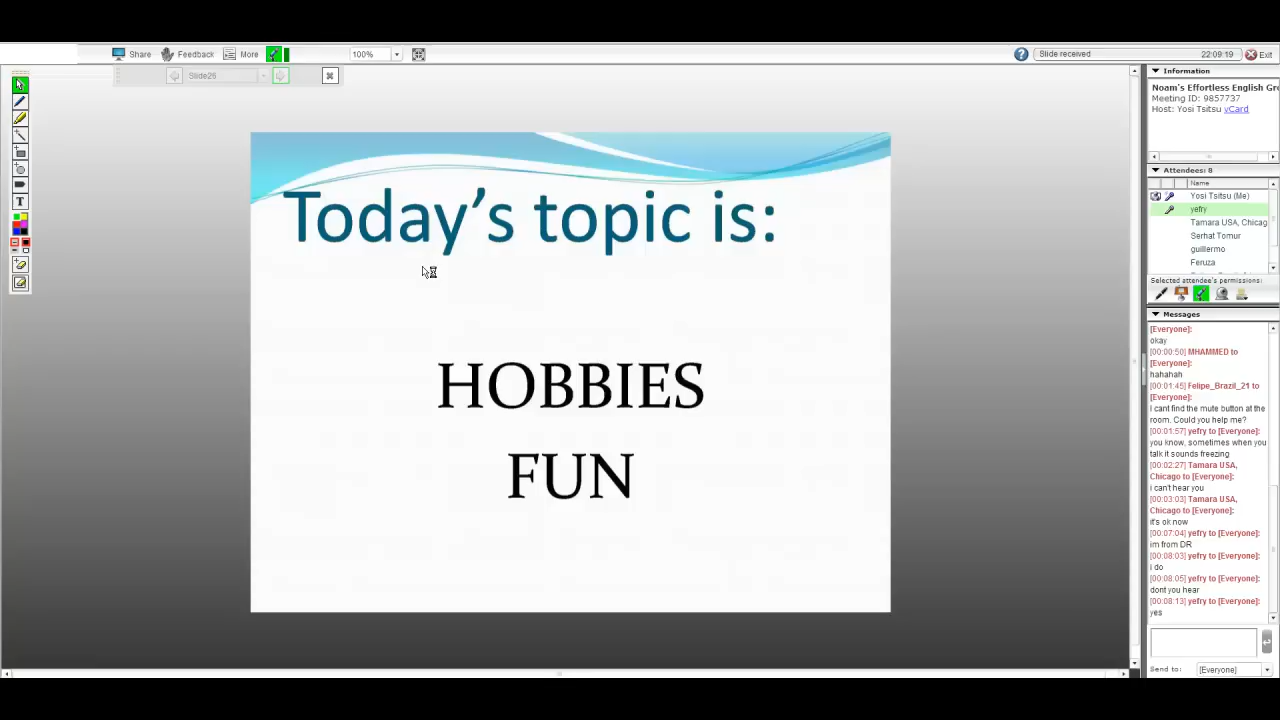 Share
Feedback
More
100%
Slide received
22:09:19
Exit
Slide26
Today's topic is:
HOBBIES
FUN
T
Information
Noam's Effortless English Gr
Meeting ID: 9857737
Host: Yosi Tsitsu vCard
Attendees: 8
Name
Yosi Tsitsu (Me)
yefry
Tamara USA, Chicag
Serhat Tomur
guillermo
Feruza
Selected attendee's permissions:
Messages
[Everyone]:
okay
[00:00:50] MHAMMED to
[Everyone]:
hahahah
[00:01:45] Felipe_Brazil_21 to
[Everyone]:
I cant find the mute button at the
room. Could you help me?
[00:01:57] yefry to [Everyone]:
you know, sometimes when you
talk it sounds freezing
[00:02:27] Tamara USA,
Chicago to [Everyone]:
i can't hear you
[00:03:03] Tamara USA,
Chicago to [Everyone]:
it's ok now
[00:07:04] yefry to [Everyone]:
im from DR
[00:08:03] yefry to [Everyone]:
i do
[00:08:05] yefry to [Everyone]:
dont you hear
[00:08:13] yefry to [Everyone]:
yes
Send to:
[Everyone]